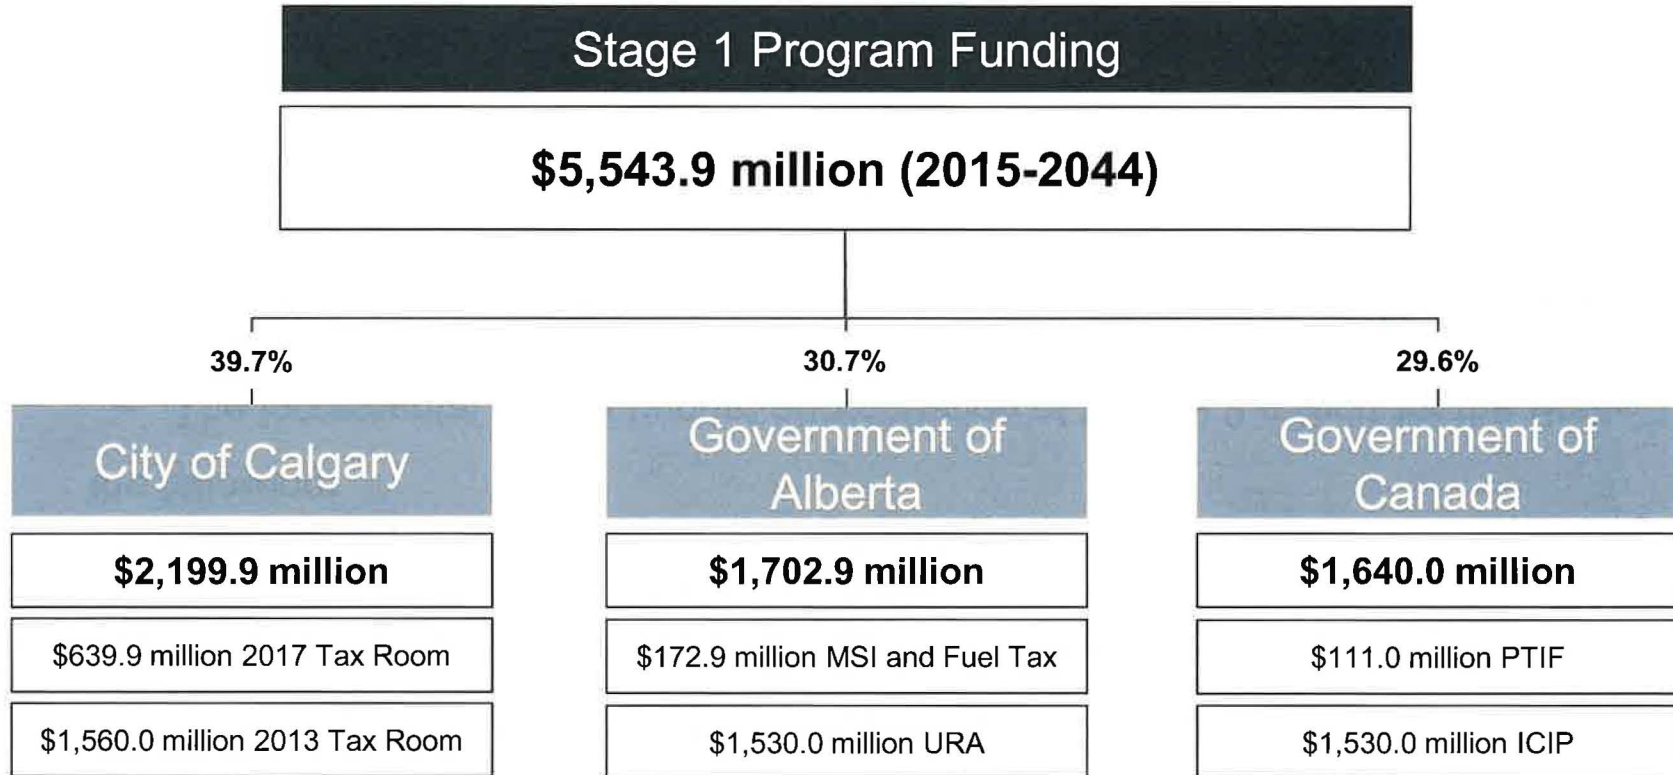 Stage 1 Program Funding
$5,543.9 million (2015-2044)
39.7%
30.7%
29.6%
City of Calgary
Government of
Alberta
Government of
Canada
$2,199.9 million
$1,702.9 million
$1,640.0 million
$639.9 million 2017 Tax Room
$172.9 million MSI and Fuel Tax
$111.0 million PTIF
$1,560.0 million 2013 Tax Room
$1,530.0 million URA
$1,530.0 million ICIP